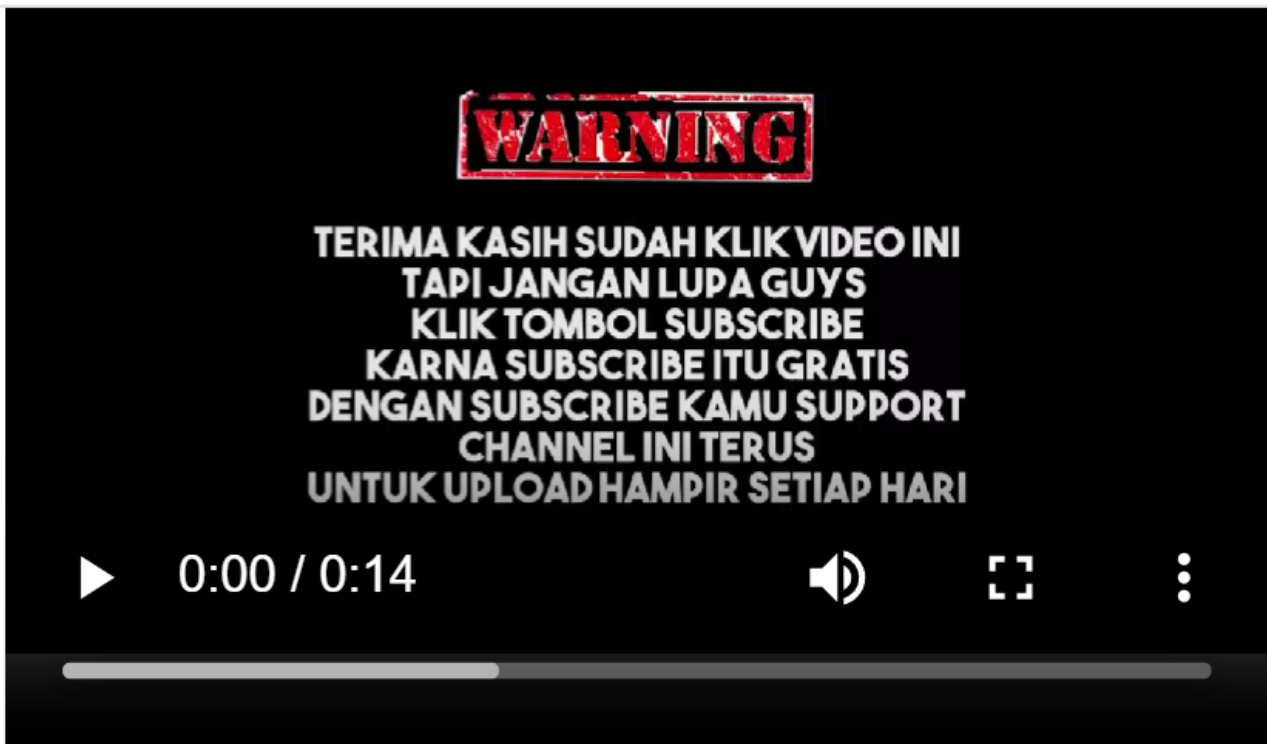 WARNING
TERIMA KASIH SUDAH KLIK VIDEO INI
TAPI JANGAN LUPA GUYS
KLIK TOMBOL SUBSCRIBE
KARNA SUBSCRIBE ITU GRATIS
DENGAN SUBSCRIBE KAMU SUPPORT
CHANNEL INI TERUS
UNTUK UPLOAD HAMPIR SETIAP HARI
0:00 / 0:14